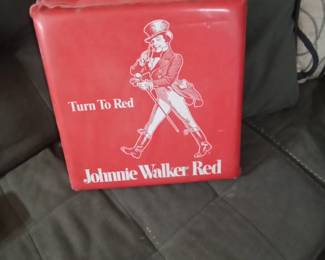 Turn To Red
Johnnie Walker Red